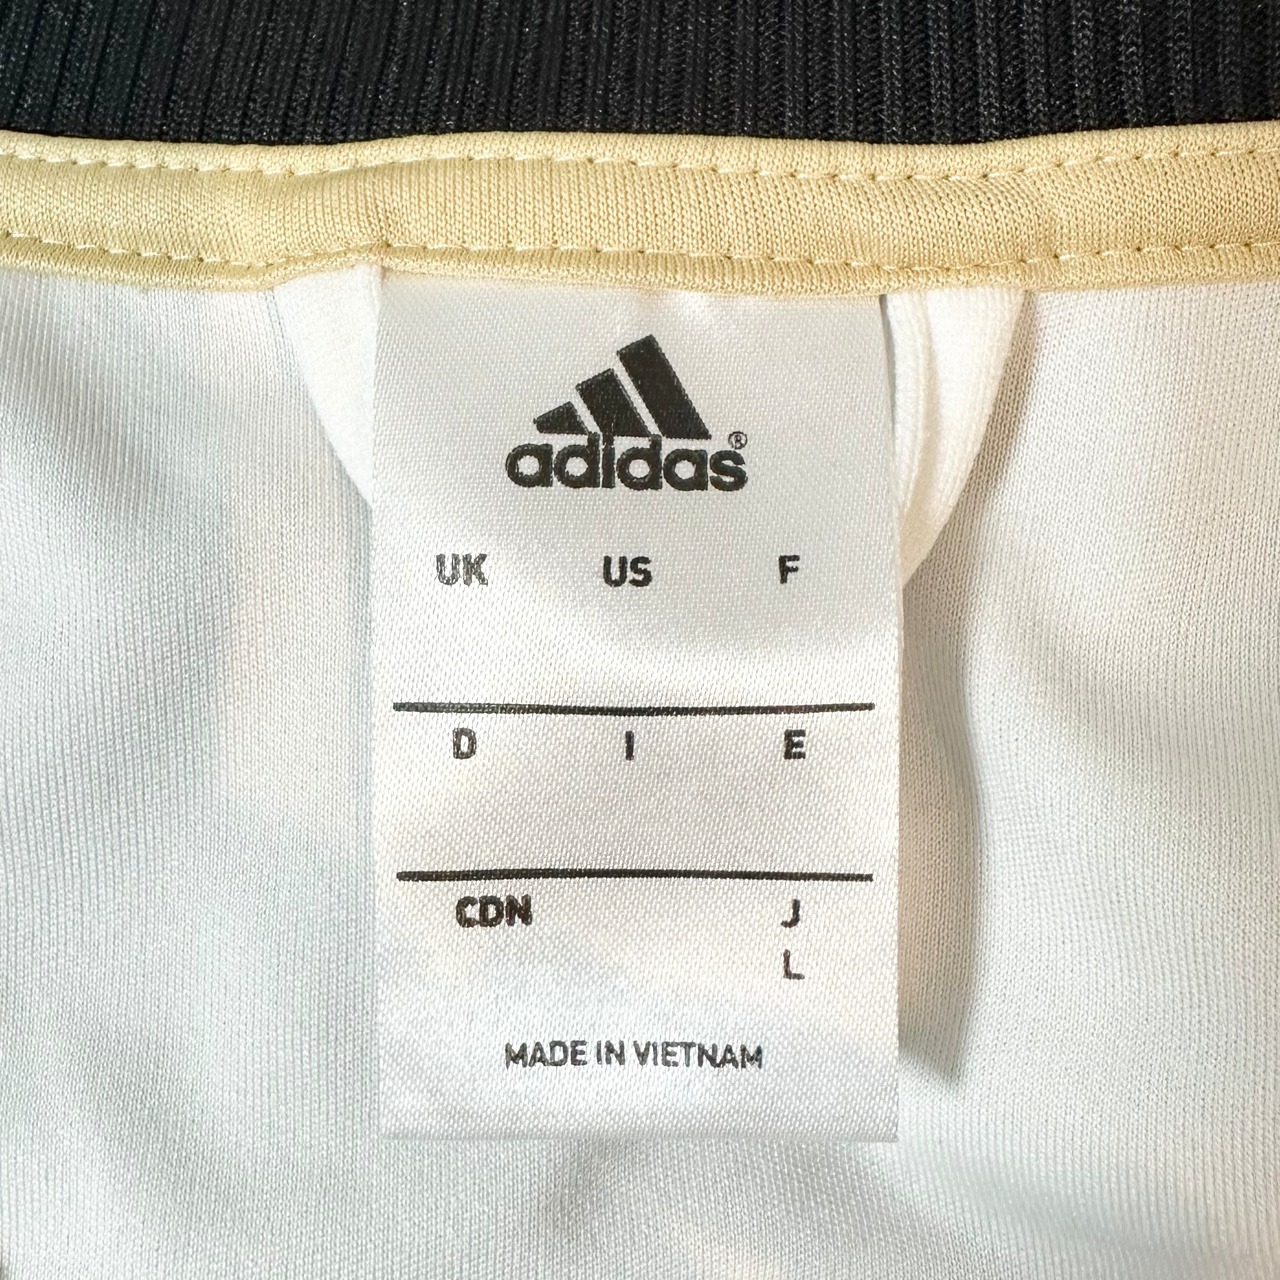 adidas®
UK US F
D I E
CDN J
L
MADE IN VIETNAM